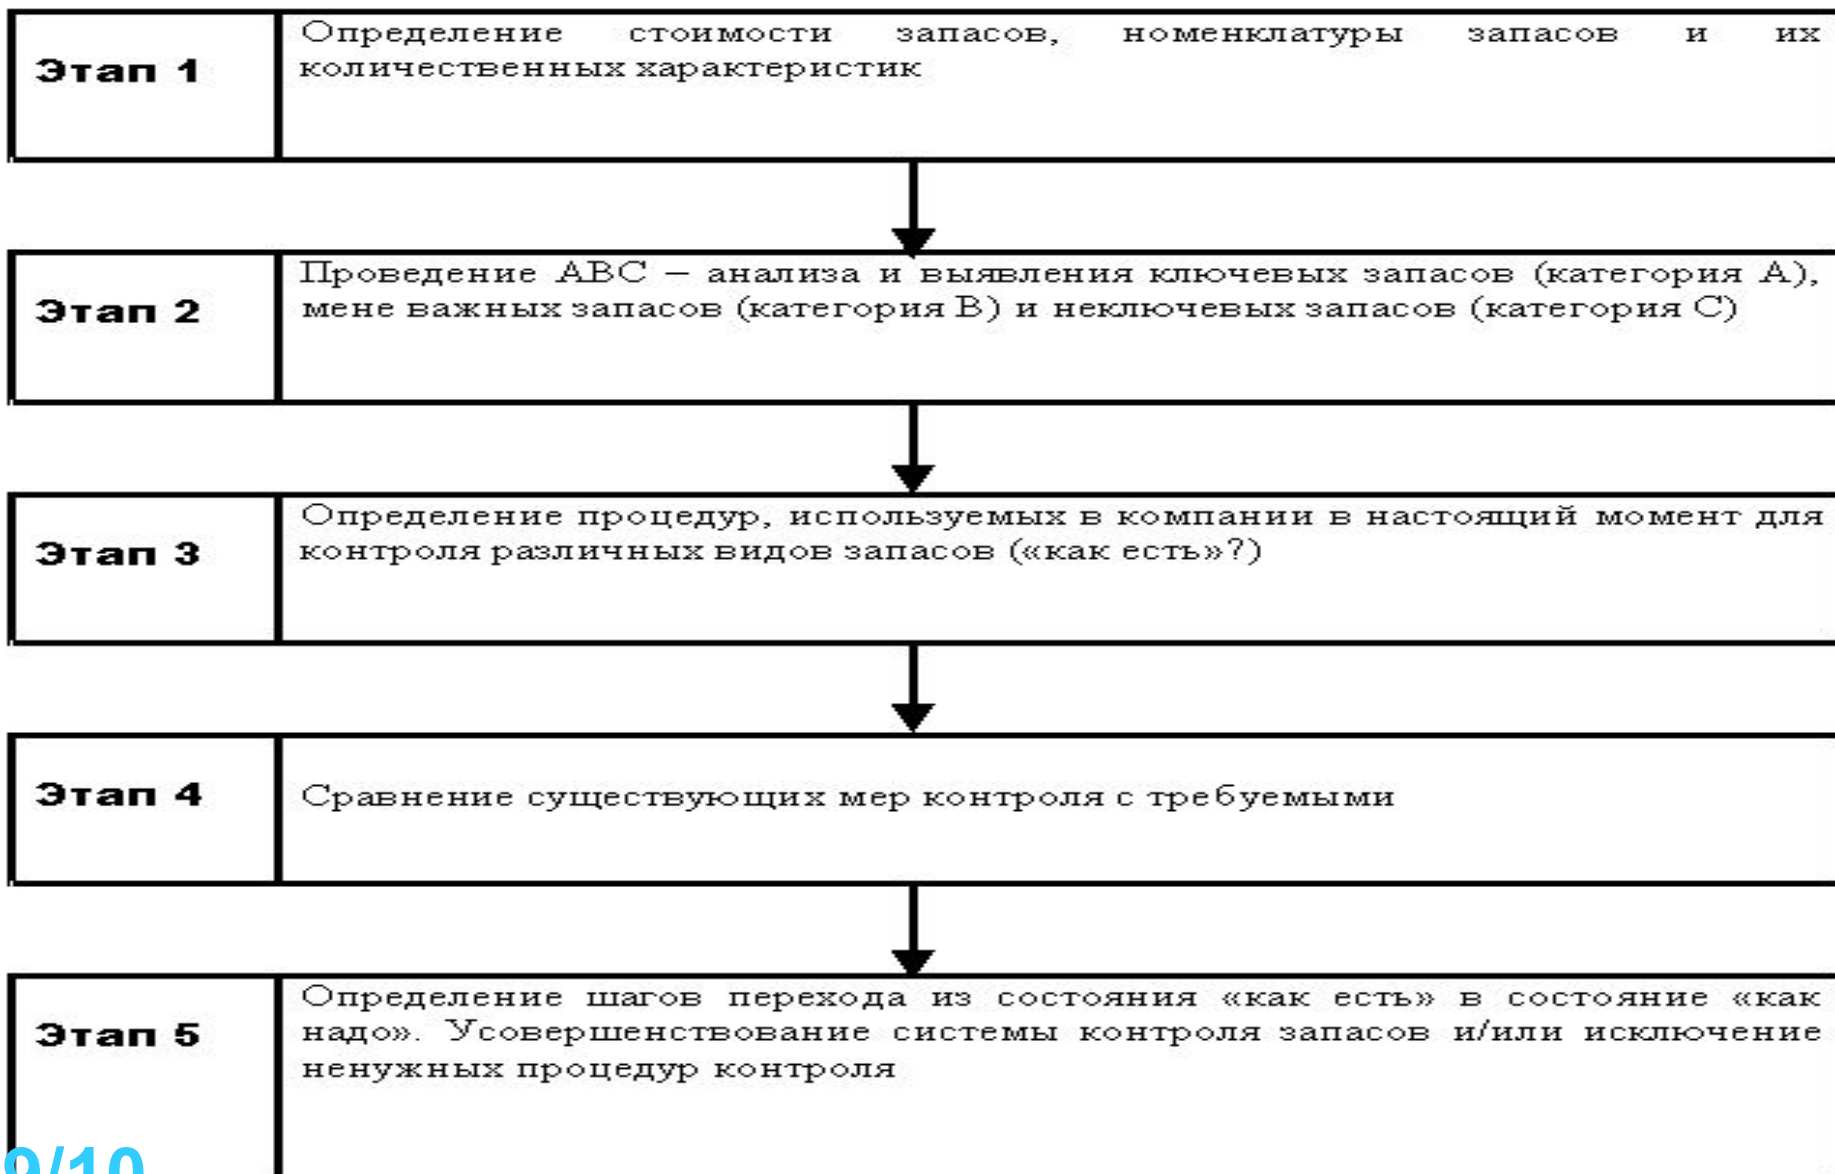 Этап 1
Определение стоимости запасов, номенклатуры запасов и их
количественных характеристик
Этап 2
Проведение АВС – анализа и выявления ключевых запасов (категория А),
мене важных запасов (категория В) и неключевых запасов (категория С)
Этап 3
Определение процедур, используемых в компании в настоящий момент для
контроля различных видов запасов («как есть»?)
Этап 4
Сравнение существующих мер контроля с требуемыми
Этап 5
Определение шагов перехода из состояния «как есть» в состояние «как
надо». Усовершенствование системы контроля запасов и/или исключение
ненужных процедур контроля
9/10